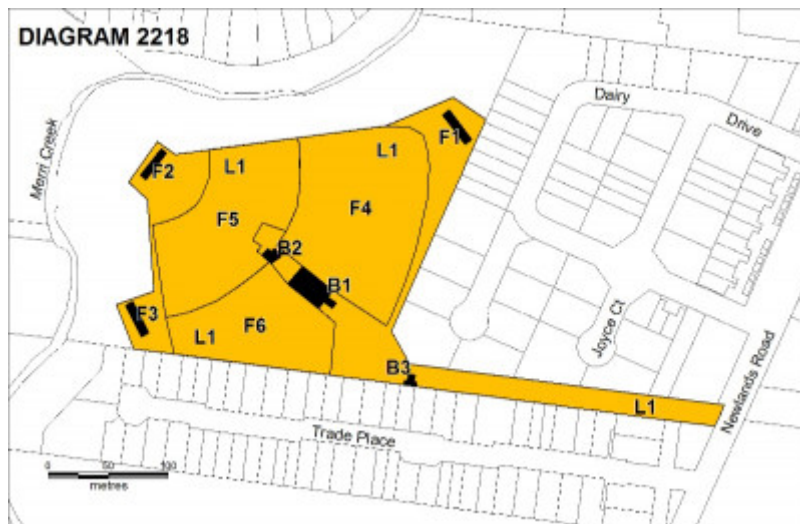 DIAGRAM 2218
Dairy
Drive
Merri Creek
F1
L1
L1
F2
F5
F4
B2
B1
F3
F6
L1
Joyce Ct
B3
L1
Newlands Road
Trade Place
0 50 100
metres